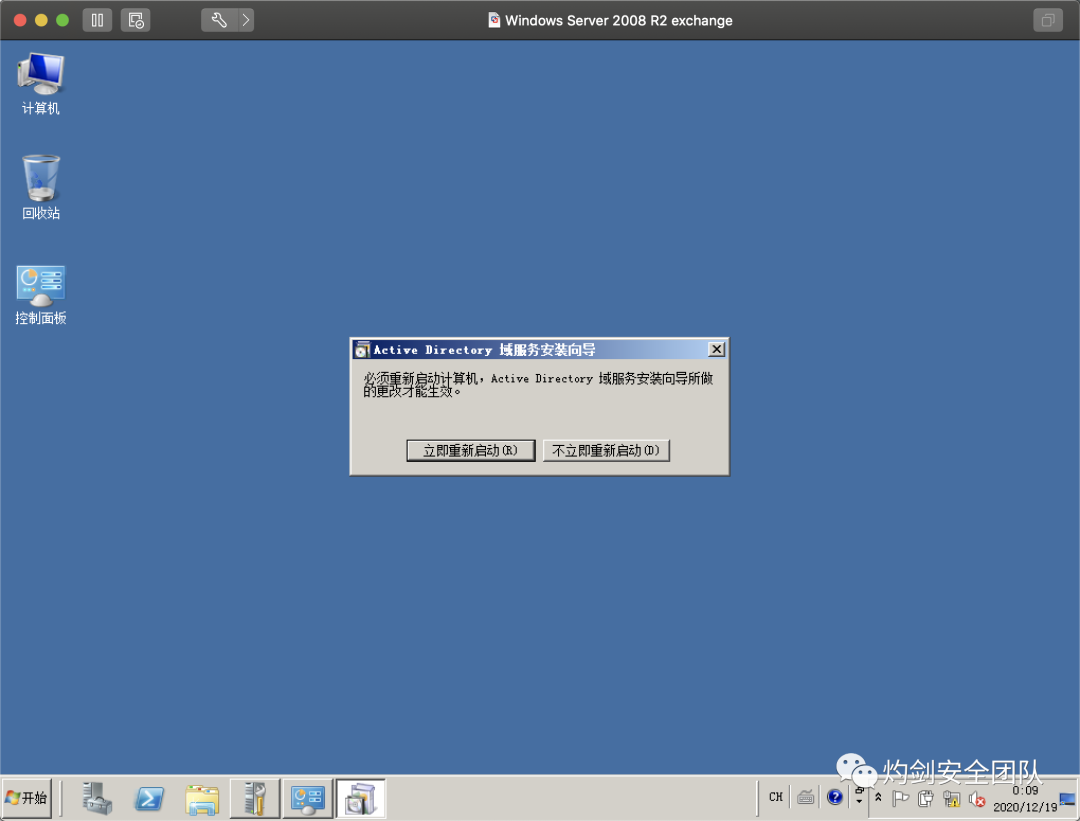 Windows Server 2008 R2 exchange
计算机
回收站
控制面板
Active Directory 域服务安装向导
必须重新启动计算机，Active Directory 域服务安装向导所做
的更改才能生效。
立即重新启动(R)
不立即重新启动(D)
灼剑安全团队
开始
CH
0:09
2020/12/19